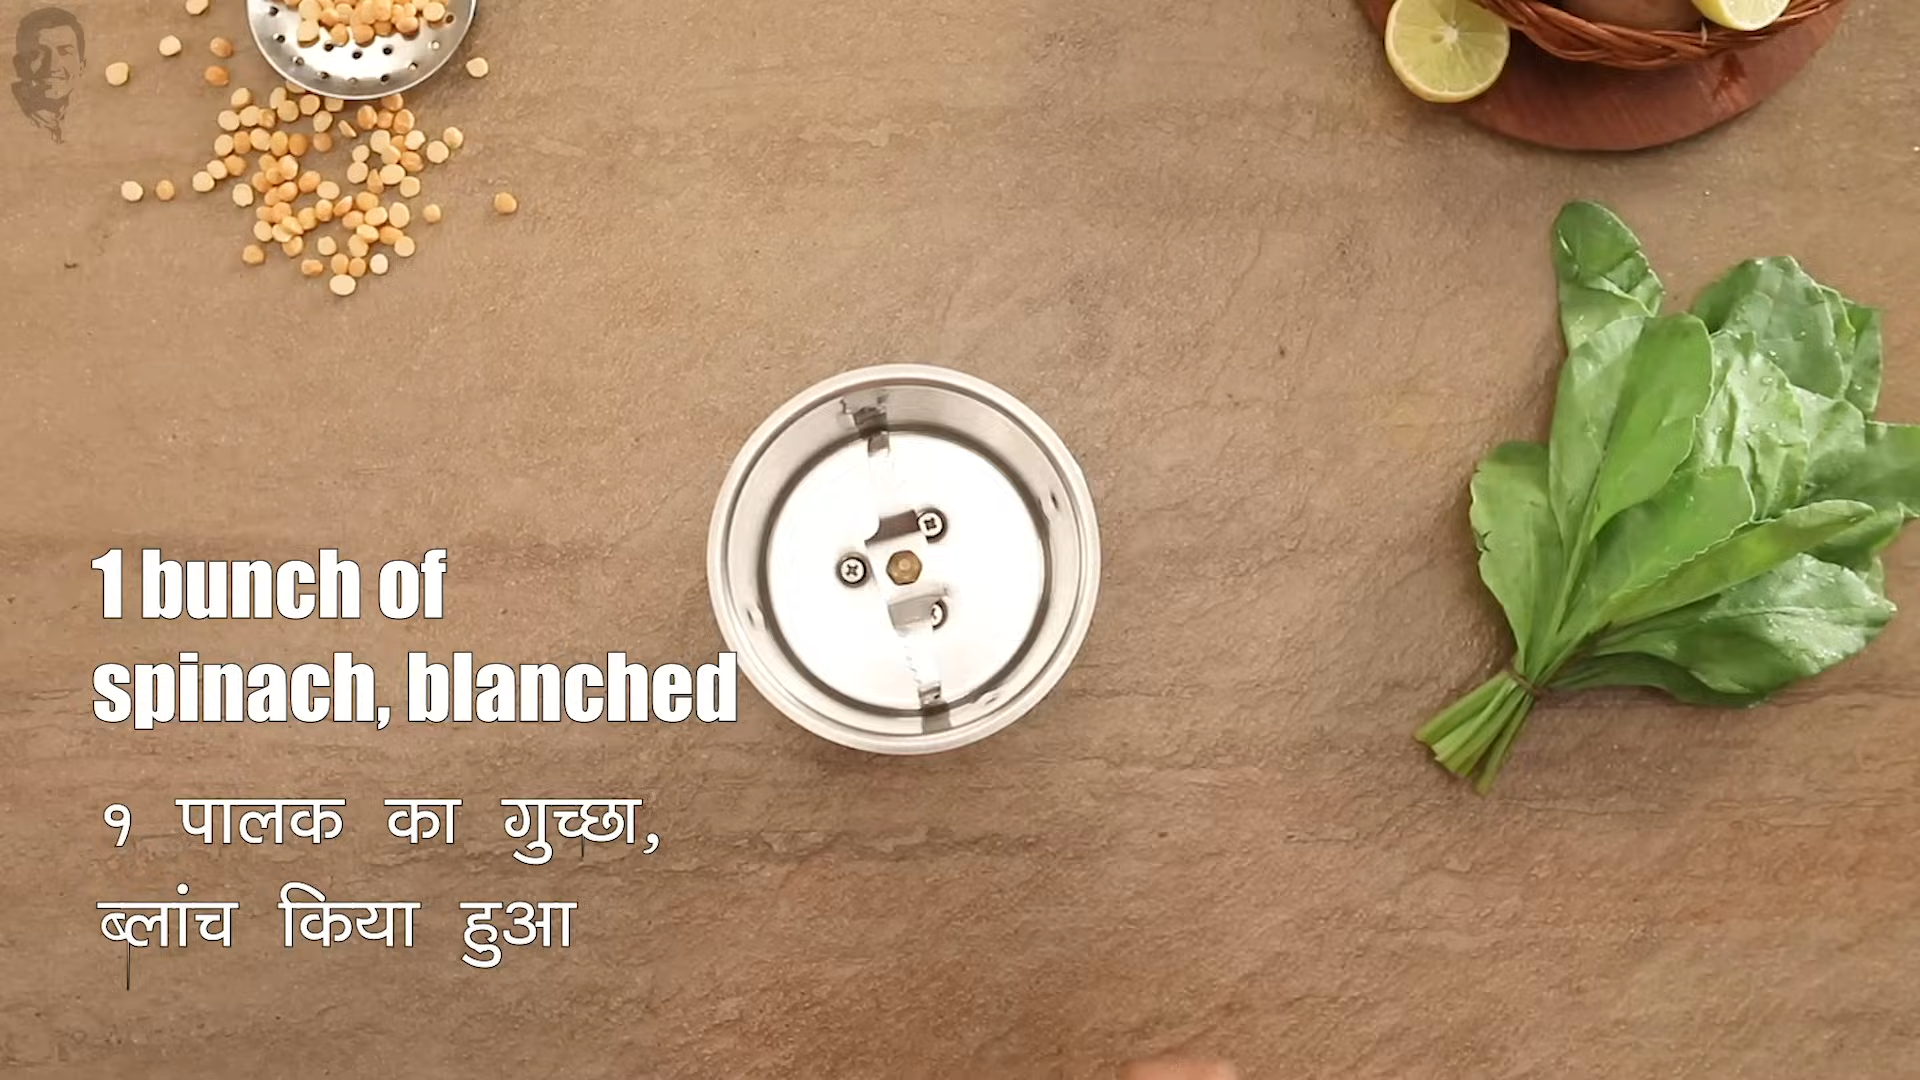 1 bunch of
spinach, blanched
१ पालक का गुच्छा,
ब्लांच किया हुआ